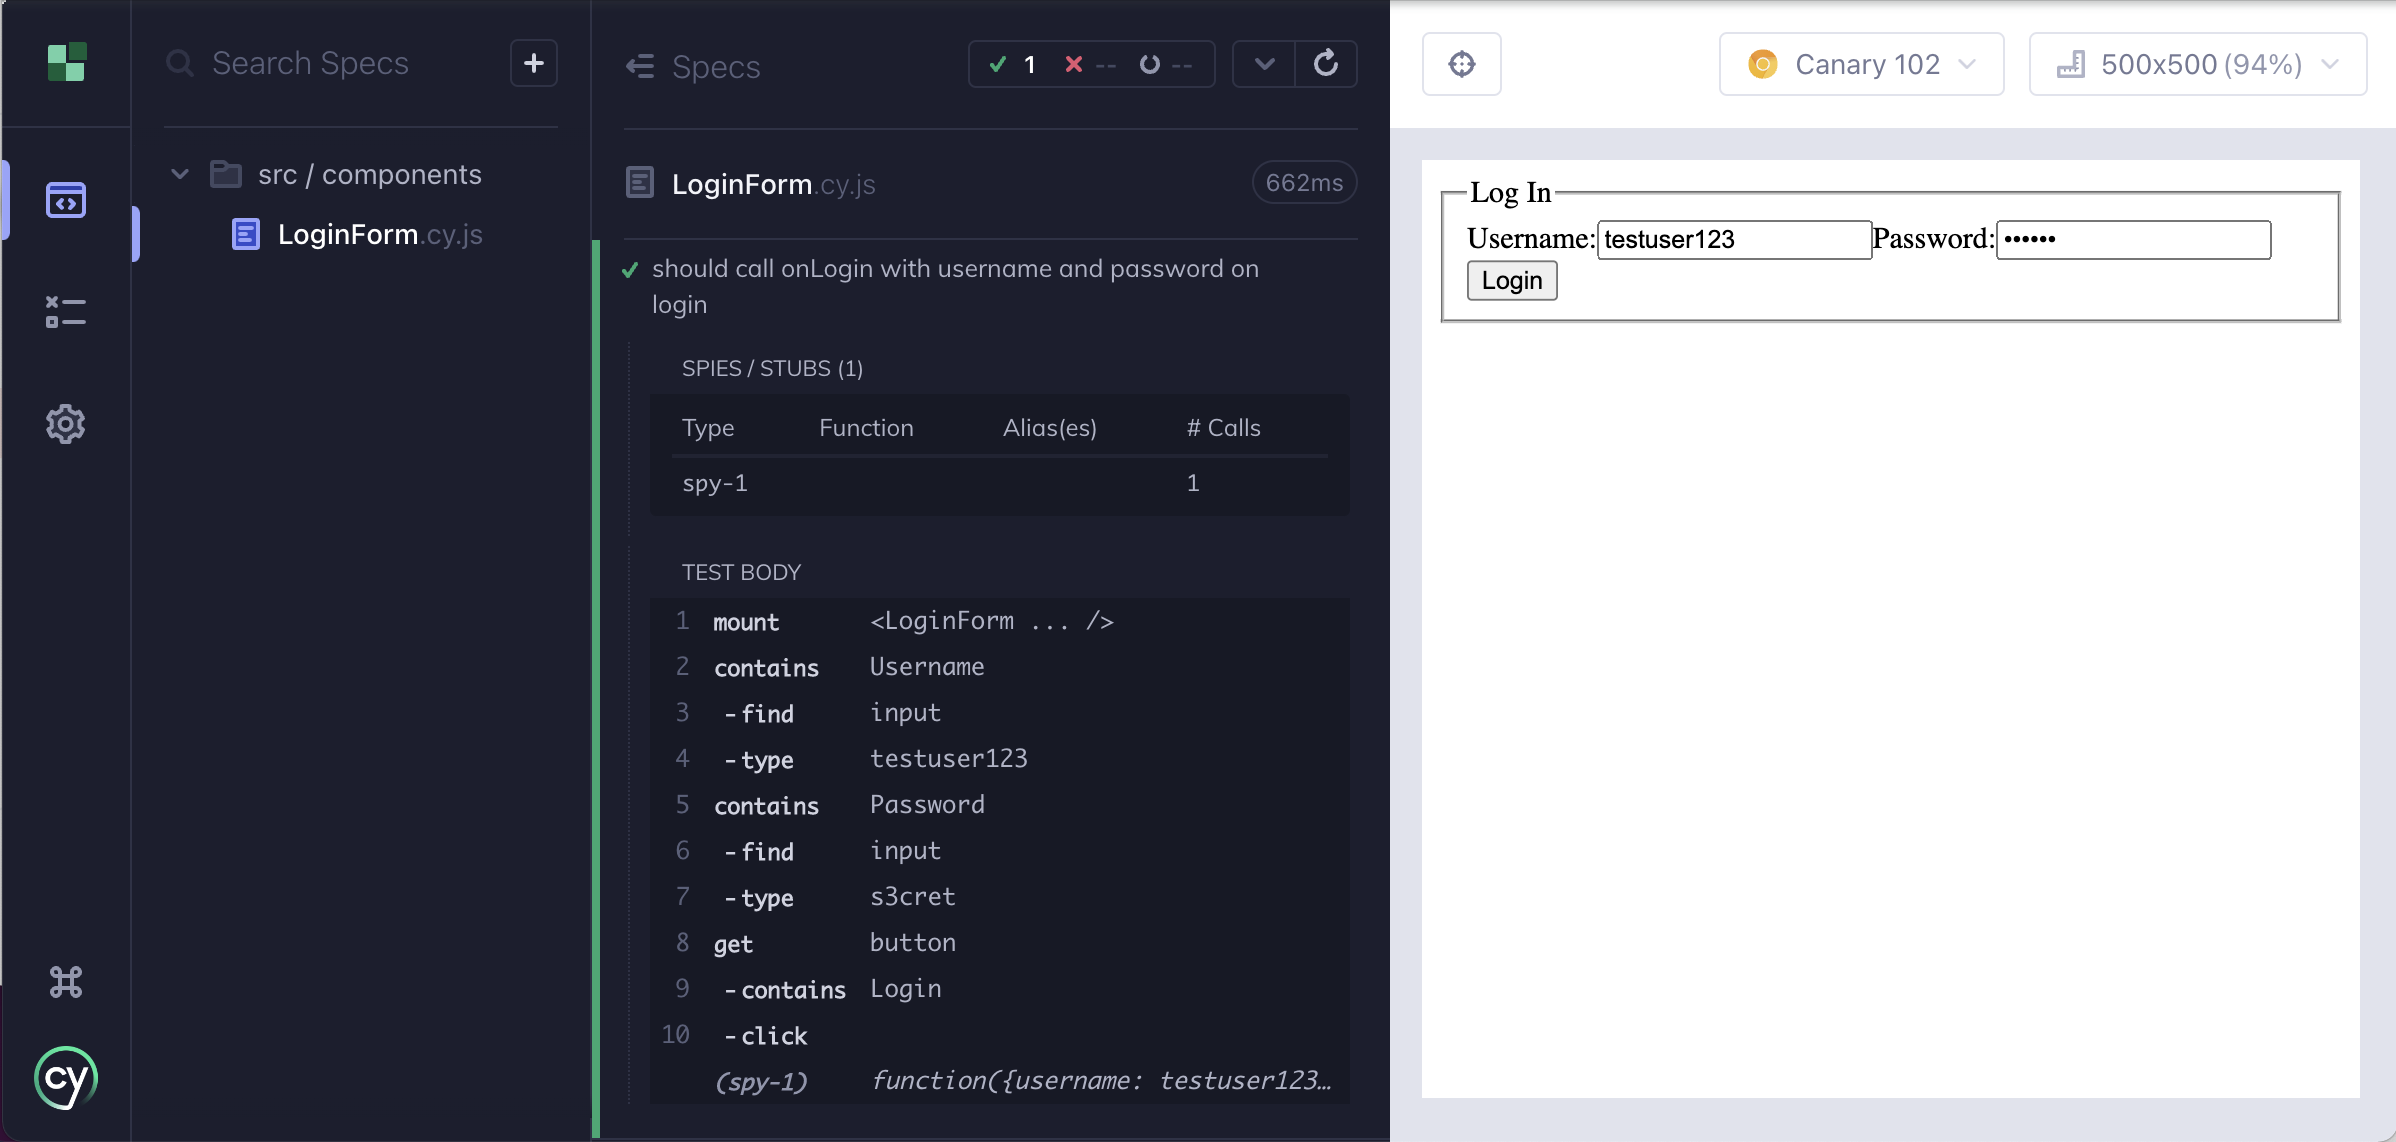 Search Specs
+
src / components
LoginForm.cy.js
cy
Specs
1 -- --
LoginForm.cy.js
662ms
should call onLogin with username and password on
login
SPIES / STUBS (1)
Type Function Alias(es) # Calls
spy-1 1
TEST BODY
1 mount <LoginForm ... />
2 contains Username
3 -find input
4 -type testuser123
5 contains Password
6 -find input
7 -type s3cret
8 get button
9 -contains Login
10 -click
(spy-1) function({username: testuser123…
Canary 102
500x500 (94%)
Log In
Username: testuser123 Password: ••••••
Login